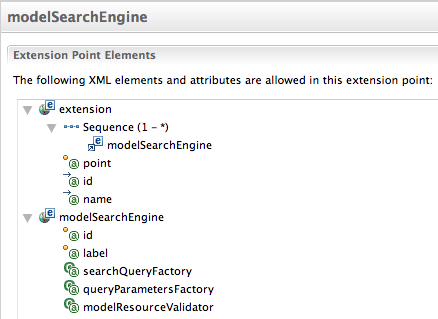 modelSearchEngine
Extension Point Elements
The following XML elements and attributes are allowed in this extension point:
extension
Sequence (1 - *)
modelSearchEngine
point
id
name
modelSearchEngine
id
label
searchQueryFactory
queryParametersFactory
modelResourceValidator